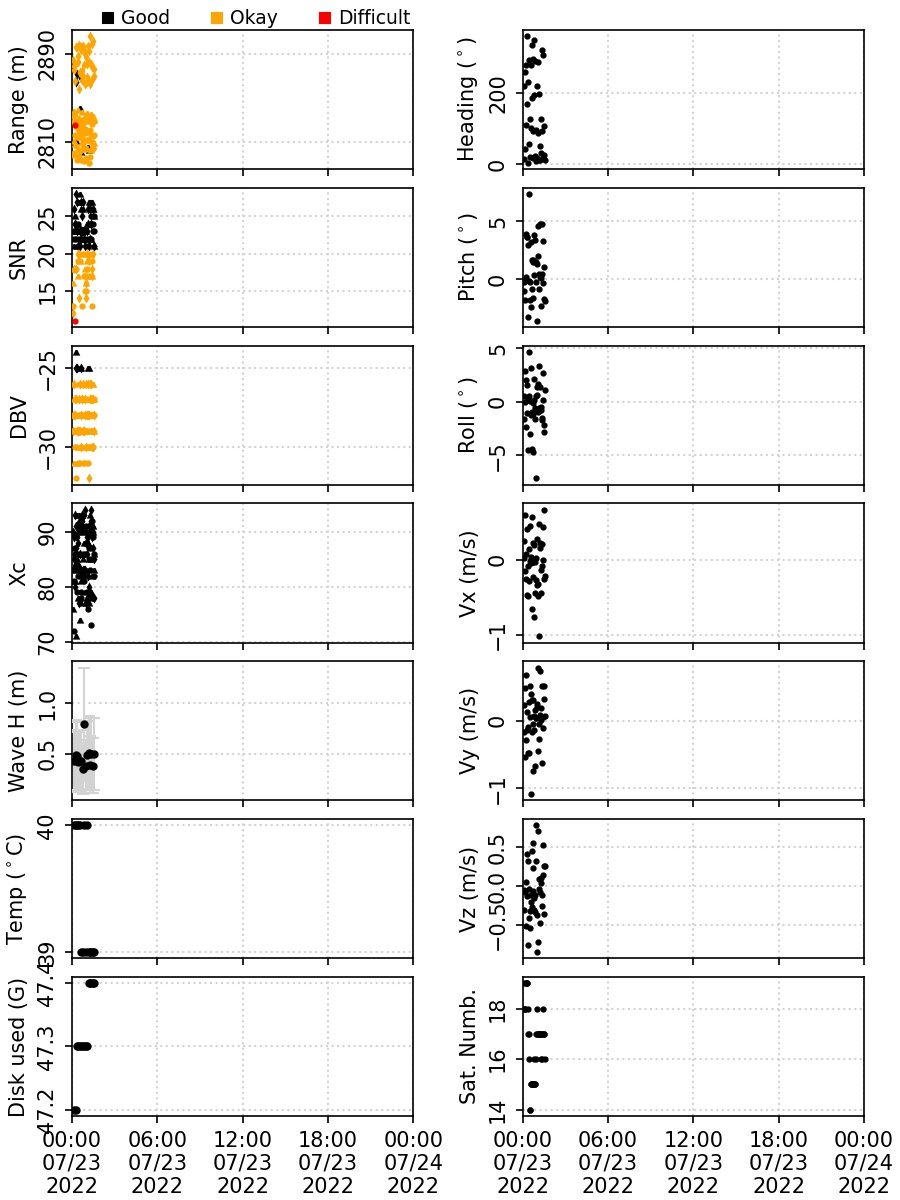 Good Okay Difficult
Range (m)
2890
2810
Heading (°)
200
0
SNR
25
20
15
Pitch (°)
5
0
DBV
−25
−30
Roll (°)
5
0
−5
Xc
90
80
70
Vx (m/s)
0
−1
Wave H (m)
1.0
0.5
Vy (m/s)
0
−1
Temp (°C)
40
39
Vz (m/s)
0.5
0.0
−0.5
Disk used (G)
47.4
47.3
47.2
Sat. Numb.
18
16
14
00:00 06:00 12:00 18:00 00:00
07/23 07/23 07/23 07/23 07/24
2022 2022 2022 2022 2022
00:00 06:00 12:00 18:00 00:00
07/23 07/23 07/23 07/23 07/24
2022 2022 2022 2022 2022